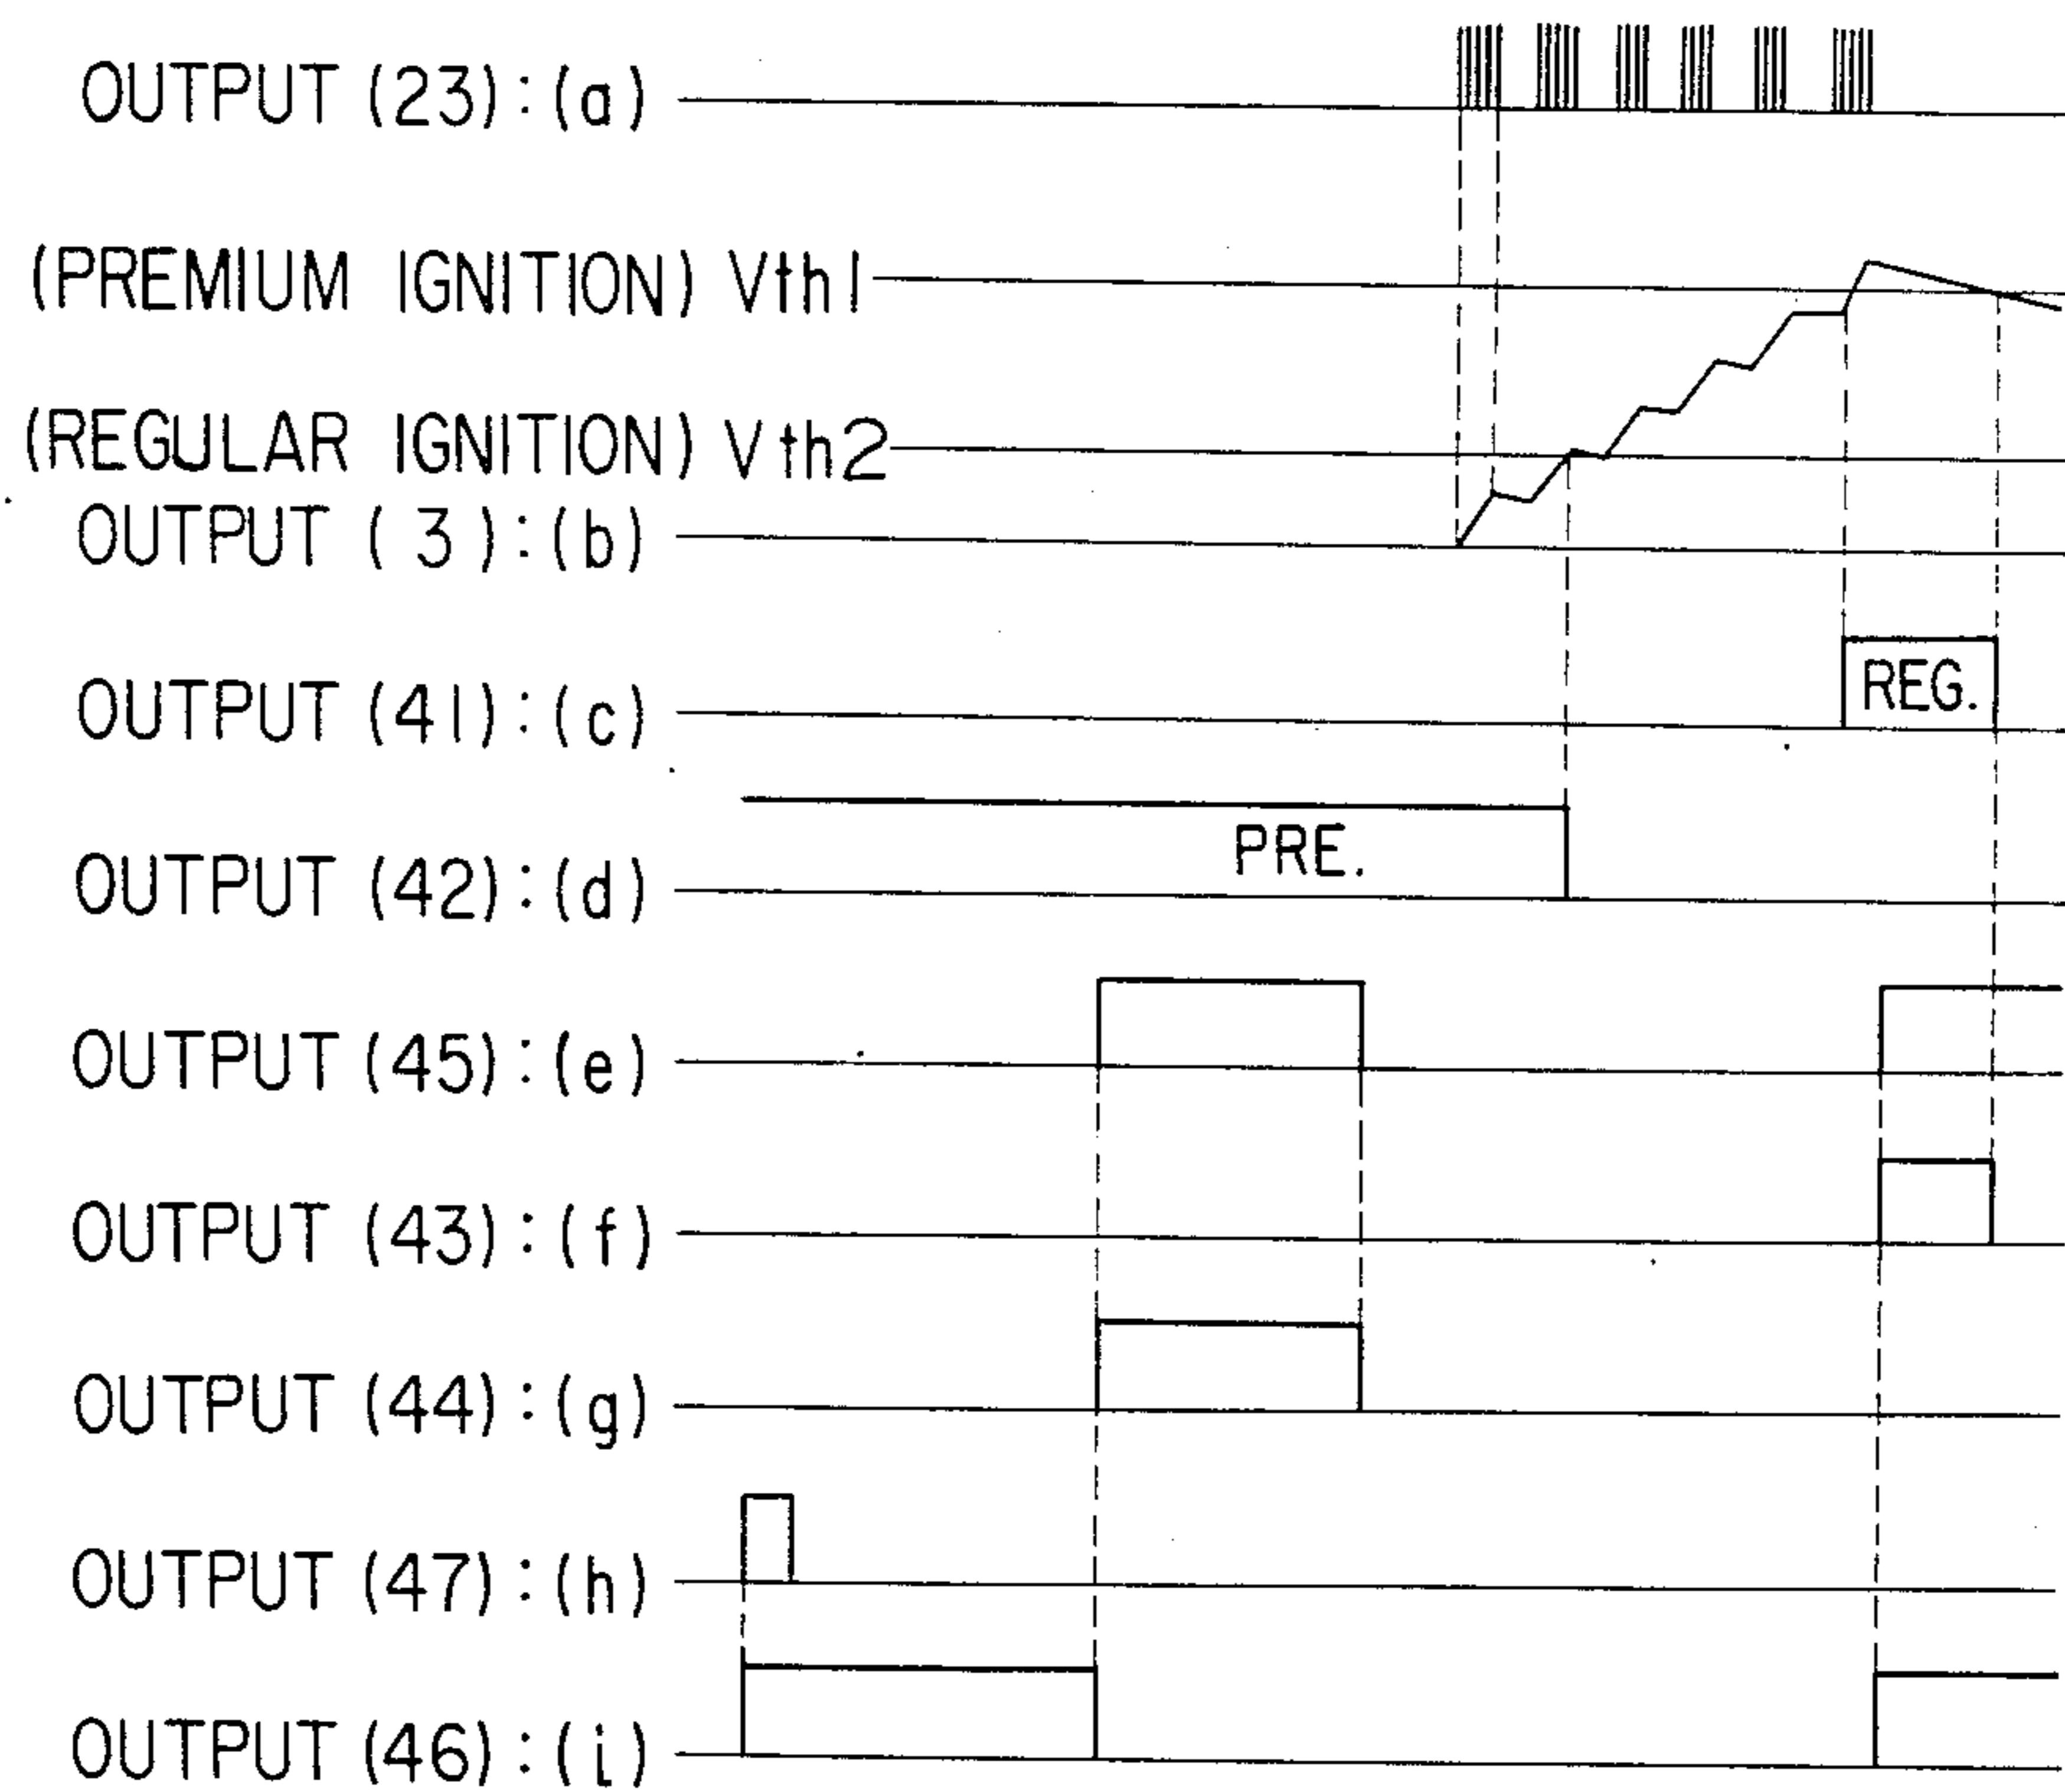 OUTPUT (23):(a)
(PREMIUM IGNITION) Vth1
(REGULAR IGNITION) Vth2
OUTPUT (3):(b)
OUTPUT (41):(c)
REG.
OUTPUT (42):(d)
PRE.
OUTPUT (45):(e)
OUTPUT (43):(f)
OUTPUT (44):(g)
OUTPUT (47):(h)
OUTPUT (46):(i)